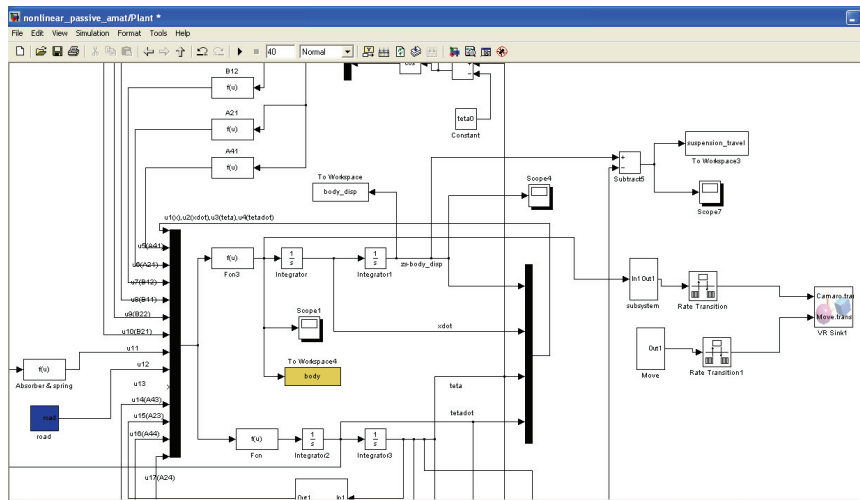 nonlinear_passive_amat/Plant *
File Edit View Simulation Format Tools Help
40 Normal
B12
f(u)
A21
f(u)
A41
f(u)
teta0
Constant
To Workspace
body_disp
Scope4
Subtract5
suspension_travel
To Workspace3
Scope7
u1(x),u2(xdot),u3(teta),u4(tetadot)
u5(A41)
u6(A21)
u7(B12)
u8(B11)
u9(B22)
u10(B21)
u11
u12
u13
u14(A43)
u15(A23)
u16(A44)
u17(A24)
f(u)
Fcn3
1
s
Integrator
1
s
Integrator1
zs-body_disp
Scope1
To Workspace4
body
xdot
teta
tetadot
f(u)
Absorber & spring
road
road
f(u)
Fcn
1
s
Integrator2
1
s
Integrator3
Out1 In1
In1 Out1
subsystem
Rate Transition
Out1
Move
Rate Transition1
Camaro.tran
Move.trans
VR Sink1